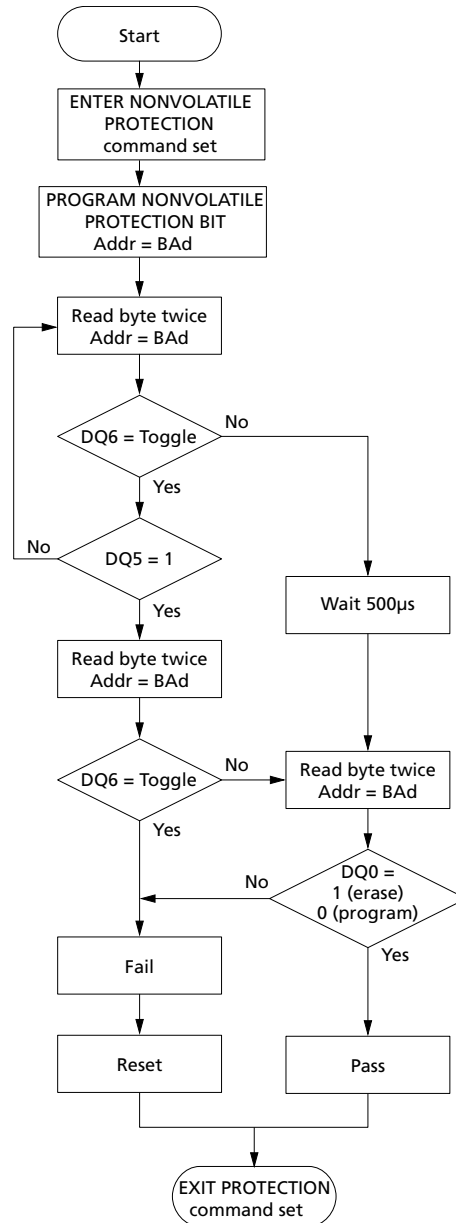 Start
ENTER NONVOLATILE
PROTECTION
command set
PROGRAM NONVOLATILE
PROTECTION BIT
Addr = BAd
Read byte twice
Addr = BAd
DQ6 = Toggle
No
Yes
DQ5 = 1
No
Yes
Wait 500µs
Read byte twice
Addr = BAd
DQ6 = Toggle
No
Yes
Read byte twice
Addr = BAd
DQ0 =
1 (erase)
0 (program)
No
Yes
Fail
Reset
Pass
EXIT PROTECTION
command set